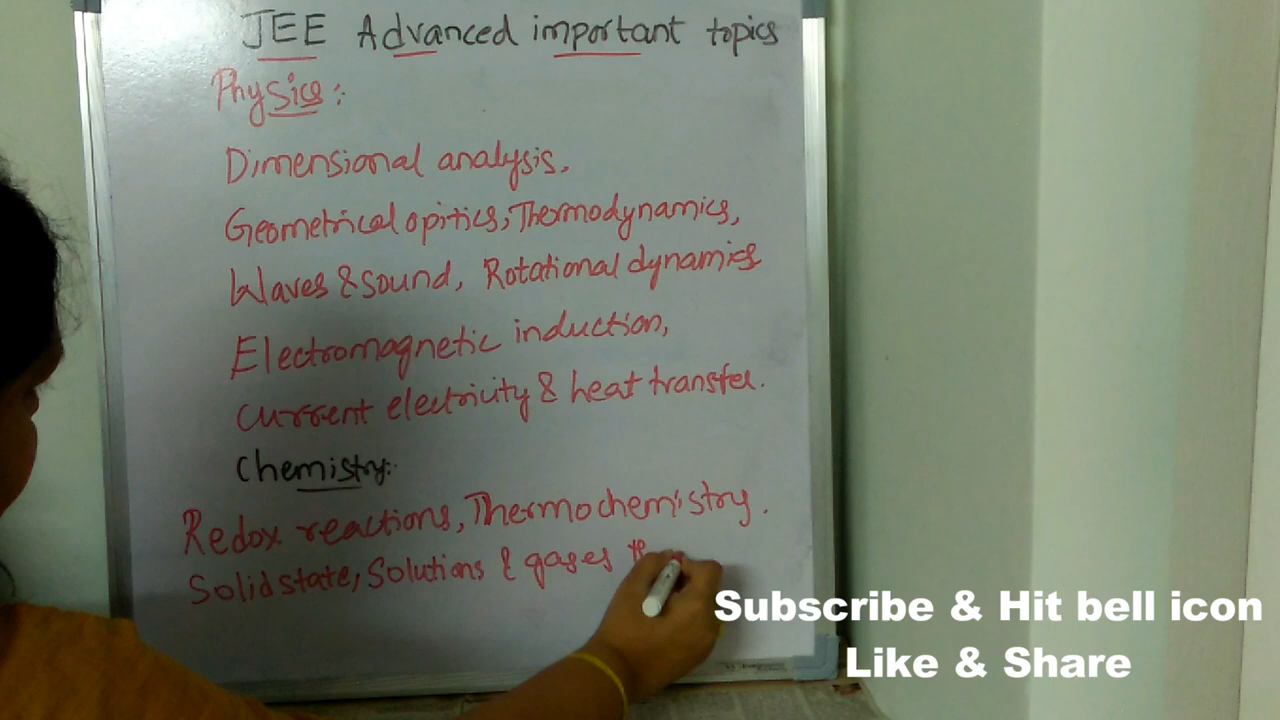 JEE Advanced important topics
Physics:
Dimensional analysis.
Geometrical opitics, Thermodynamics,
Waves & sound, Rotational dynamics
Electromagnetic induction,
Current electricity & heat transfer.
Chemistry:
Redox reactions, Thermochemistry.
Solid state, Solutions & gases
Subscribe & Hit bell icon
Like & Share